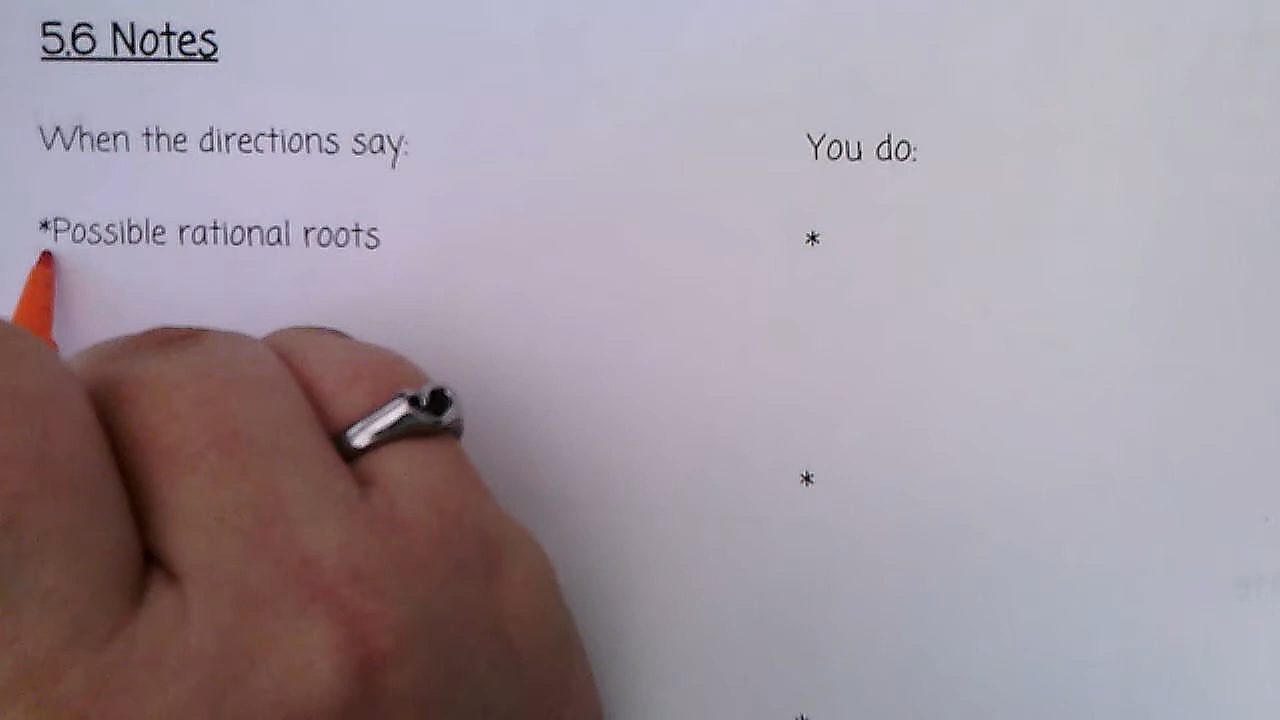 5.6 Notes
When the directions say:
You do:
*Possible rational roots
*
*
*